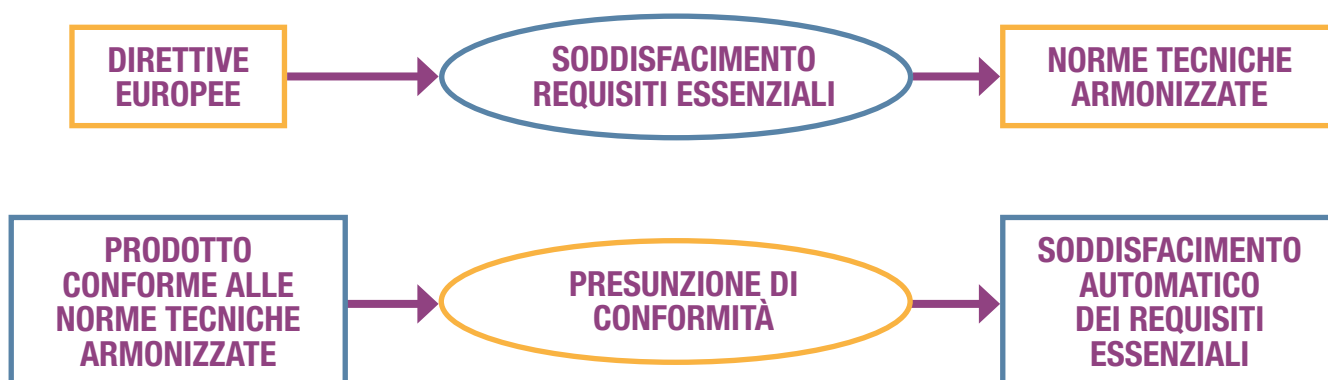 DIRETTIVE
EUROPEE
SODDISFACIMENTO
REQUISITI ESSENZIALI
NORME TECNICHE
ARMONIZZATE
PRODOTTO
CONFORME ALLE
NORME TECNICHE
ARMONIZZATE
PRESUNZIONE DI
CONFORMITÀ
SODDISFACIMENTO
AUTOMATICO
DEI REQUISITI
ESSENZIALI